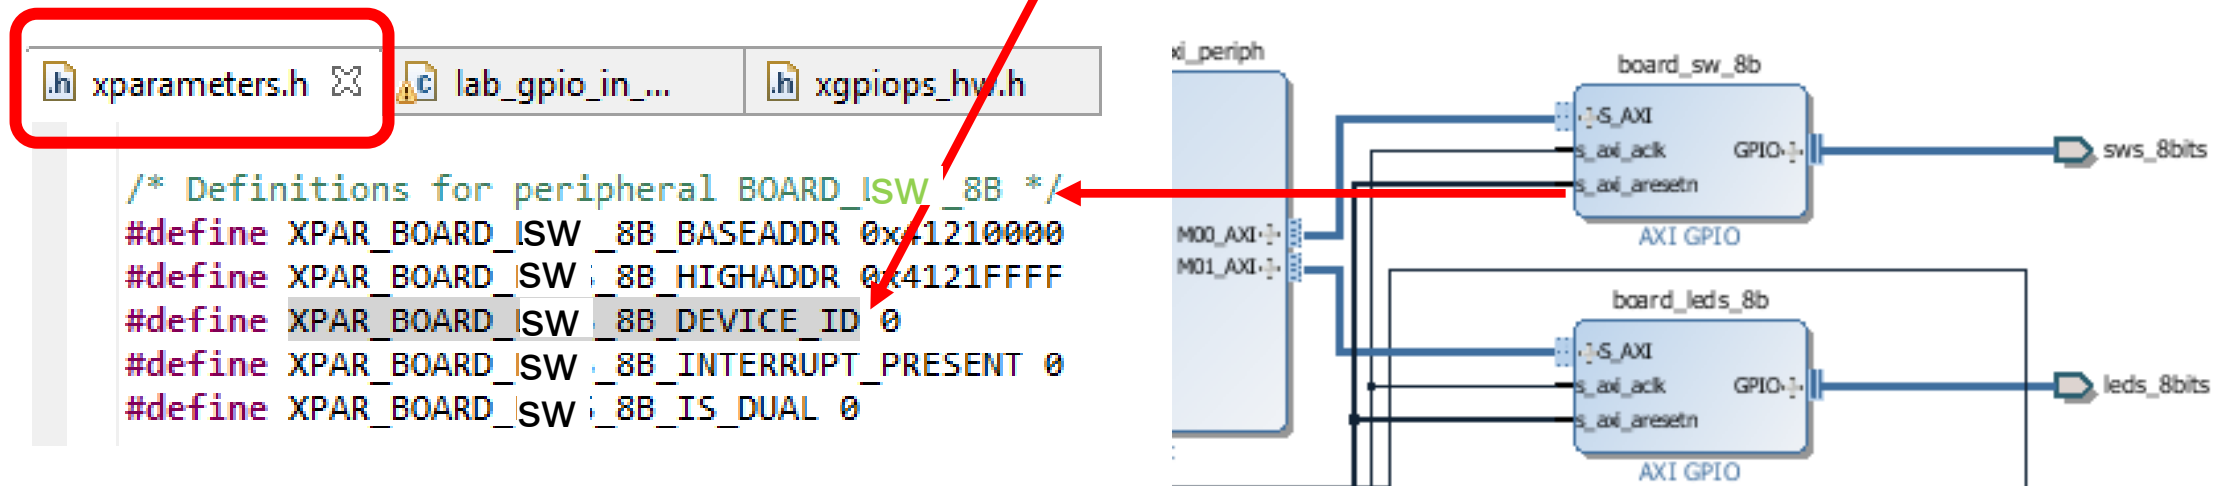 xparameters.h
lab_gpio_in_...
xgpiops_hw.h
/* Definitions for peripheral BOARD_SW_8B */
#define XPAR_BOARD_SW_8B_BASEADDR 0x41210000
#define XPAR_BOARD_SW_8B_HIGHADDR 0x4121FFFF
#define XPAR_BOARD_SW_8B_DEVICE_ID 0
#define XPAR_BOARD_SW_8B_INTERRUPT_PRESENT 0
#define XPAR_BOARD_SW_8B_IS_DUAL 0
xi_periph
M00_AXI
M01_AXI
board_sw_8b
S_AXI
s_axi_aclk
s_axi_aresetn
GPIO
AXI GPIO
sws_8bits
board_leds_8b
S_AXI
s_axi_aclk
s_axi_aresetn
GPIO
AXI GPIO
leds_8bits